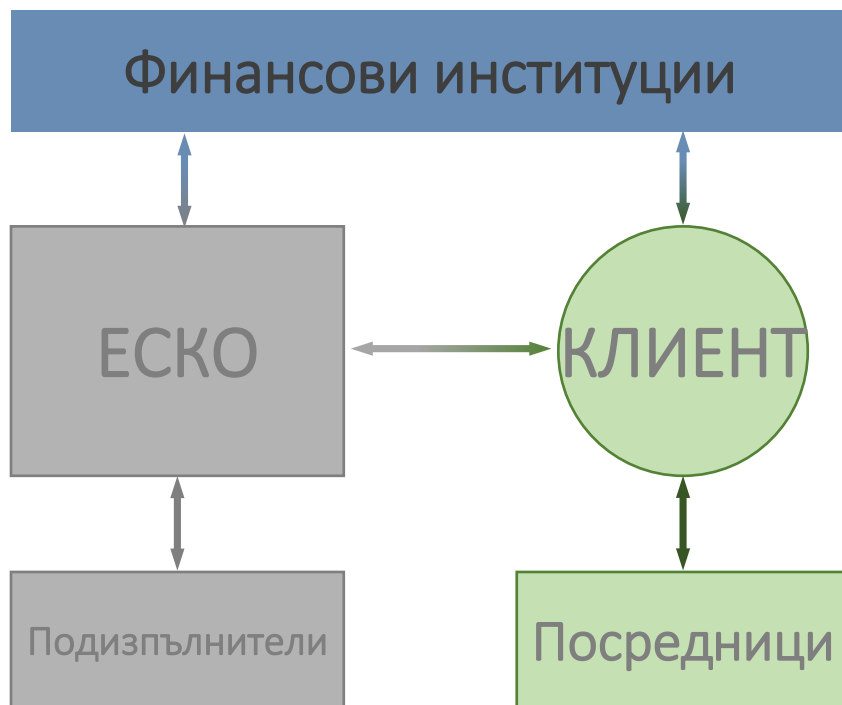 Финансови институции
ЕСКО
КЛИЕНТ
Подизпълнители
Посредници